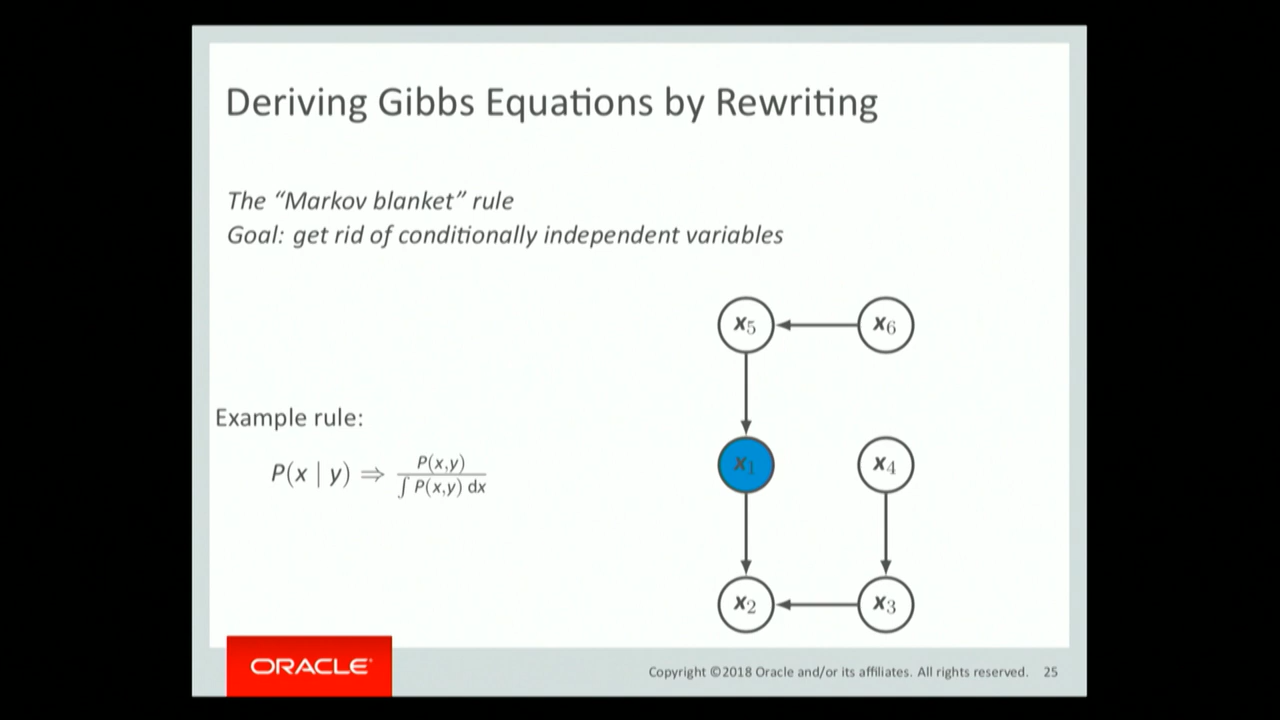 Deriving Gibbs Equations by Rewriting
The “Markov blanket” rule
Goal: get rid of conditionally independent variables
x5
x6
Example rule:
P(x | y) ⇒ P(x,y) / ∫ P(x,y) dx
x1
x4
x2
x3
ORACLE
Copyright ©2018 Oracle and/or its affiliates. All rights reserved. 25